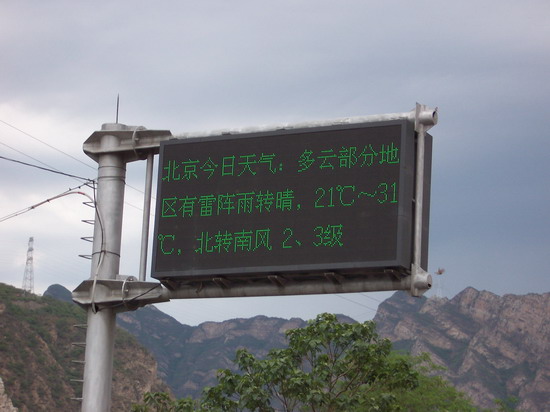 北京今日天气：多云部分地
区有雷阵雨转晴，21℃～31
℃，北转南风 2、3级